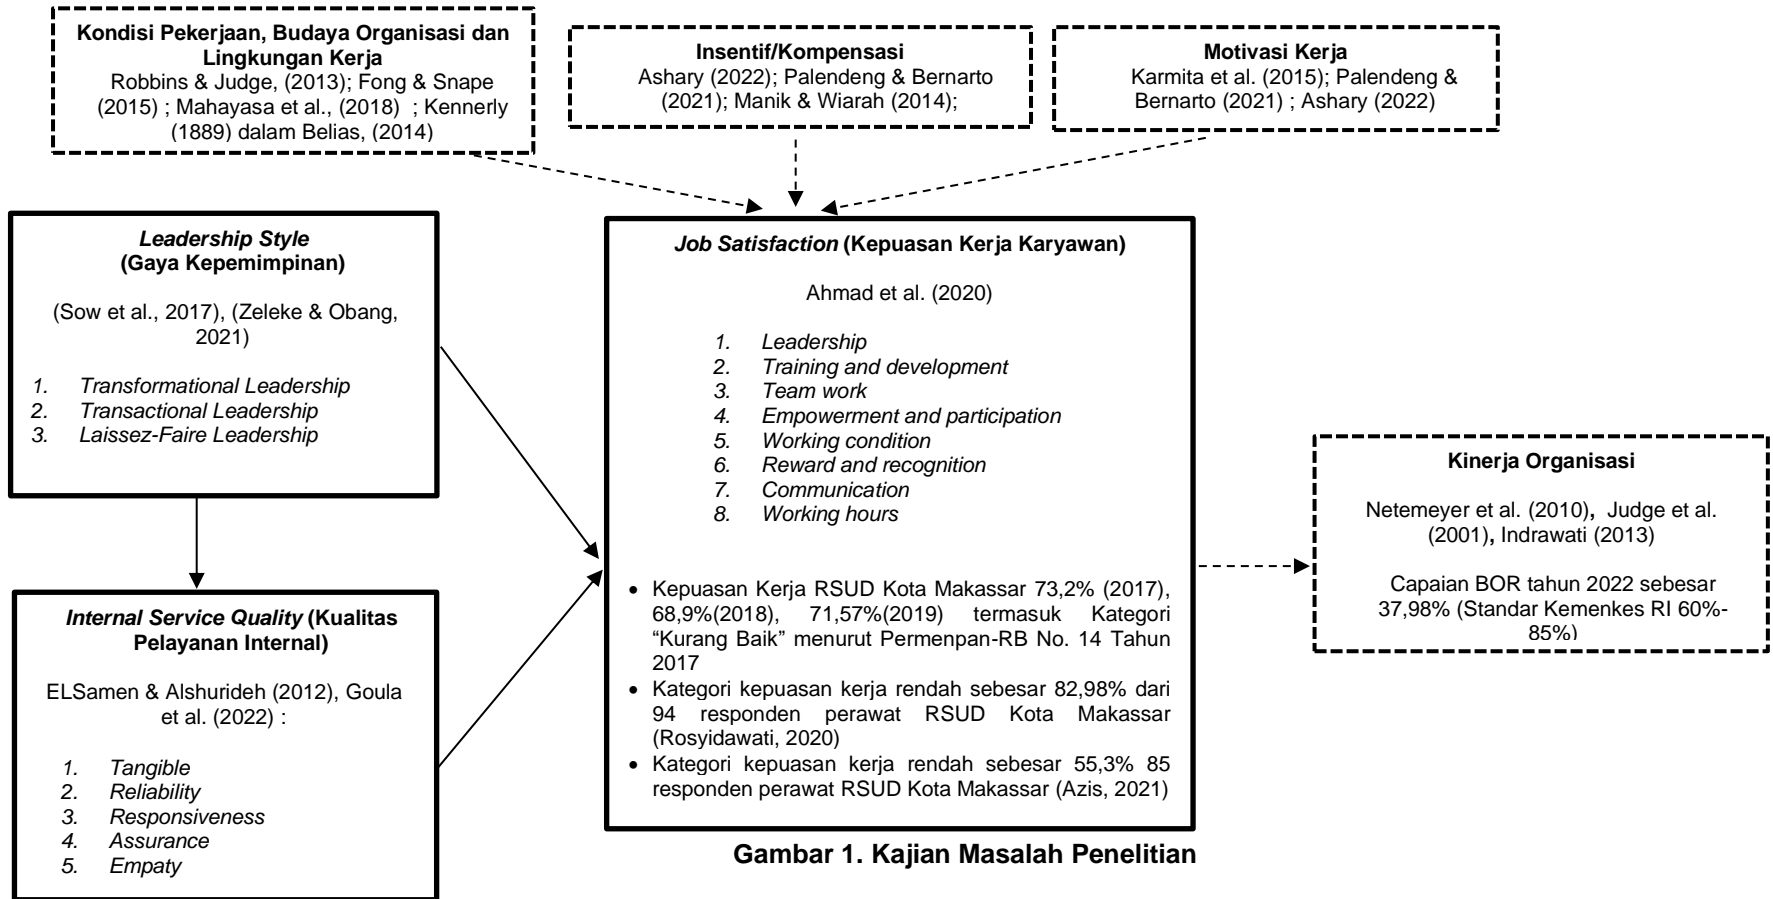 Kondisi Pekerjaan, Budaya Organisasi dan
Lingkungan Kerja
Robbins & Judge, (2013); Fong & Snape
(2015) ; Mahayasa et al., (2018) ; Kennerly
(1889) dalam Belias, (2014)
Insentif/Kompensasi
Ashary (2022); Palendeng & Bernarto
(2021); Manik & Wiarah (2014);
Motivasi Kerja
Karmita et al. (2015); Palendeng &
Bernarto (2021) ; Ashary (2022)
Leadership Style
(Gaya Kepemimpinan)
(Sow et al., 2017), (Zeleke & Obang,
2021)
1. Transformational Leadership
2. Transactional Leadership
3. Laissez-Faire Leadership
Internal Service Quality (Kualitas
Pelayanan Internal)
ELSamen & Alshurideh (2012), Goula
et al. (2022) :
1. Tangible
2. Reliability
3. Responsiveness
4. Assurance
5. Empaty
Job Satisfaction (Kepuasan Kerja Karyawan)
Ahmad et al. (2020)
1. Leadership
2. Training and development
3. Team work
4. Empowerment and participation
5. Working condition
6. Reward and recognition
7. Communication
8. Working hours
• Kepuasan Kerja RSUD Kota Makassar 73,2% (2017),
68,9%(2018), 71,57%(2019) termasuk Kategori
“Kurang Baik” menurut Permenpan-RB No. 14 Tahun
2017
• Kategori kepuasan kerja rendah sebesar 82,98% dari
94 responden perawat RSUD Kota Makassar
(Rosyidawati, 2020)
• Kategori kepuasan kerja rendah sebesar 55,3% 85
responden perawat RSUD Kota Makassar (Azis, 2021)
Kinerja Organisasi
Netemeyer et al. (2010), Judge et al.
(2001), Indrawati (2013)
Capaian BOR tahun 2022 sebesar
37,98% (Standar Kemenkes RI 60%-
85%)
Gambar 1. Kajian Masalah Penelitian